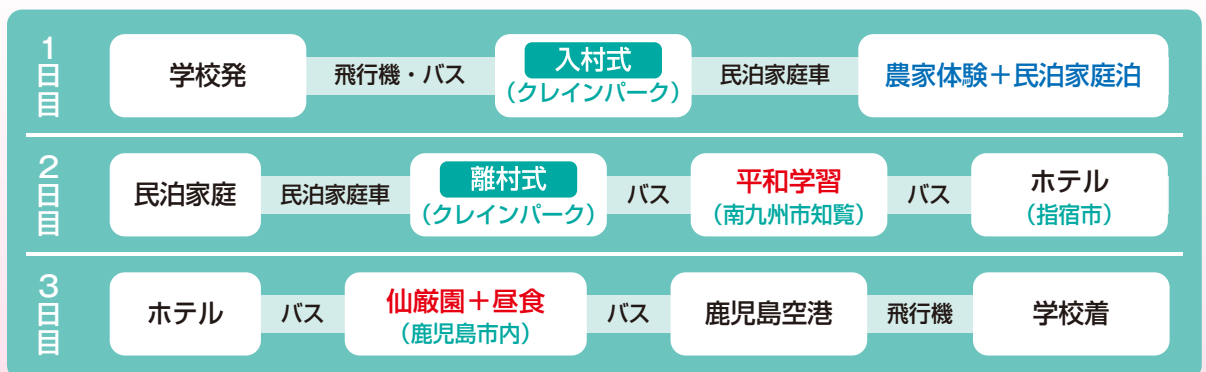 1日目
学校発
飛行機・バス
入村式
（クレインパーク）
民泊家庭車
農家体験＋民泊家庭泊
2日目
民泊家庭
民泊家庭車
離村式
（クレインパーク）
バス
平和学習
（南九州市知覧）
バス
ホテル
（指宿市）
3日目
ホテル
バス
仙厳園＋昼食
（鹿児島市内）
バス
鹿児島空港
飛行機
学校着